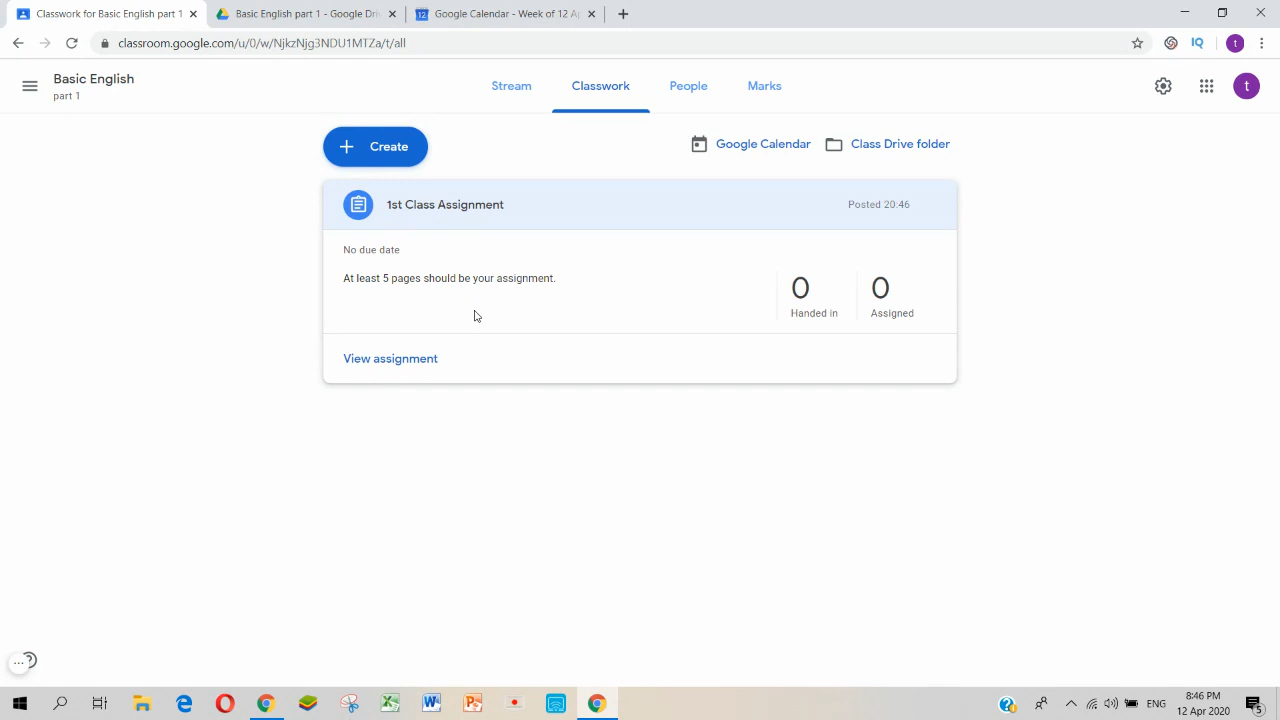 Classwork for Basic English part 1
Basic English part 1 - Google Dri
Google Calendar - Week of 12 Ap
classroom.google.com/u/0/w/NjkzNjg3NDU1MTZa/t/all
IQ
t
Basic English
part 1
Stream
Classwork
People
Marks
t
Create
Google Calendar
Class Drive folder
1st Class Assignment
Posted 20:46
No due date
At least 5 pages should be your assignment.
0
0
Handed in
Assigned
View assignment
8:46 PM
ENG
12 Apr 2020
5